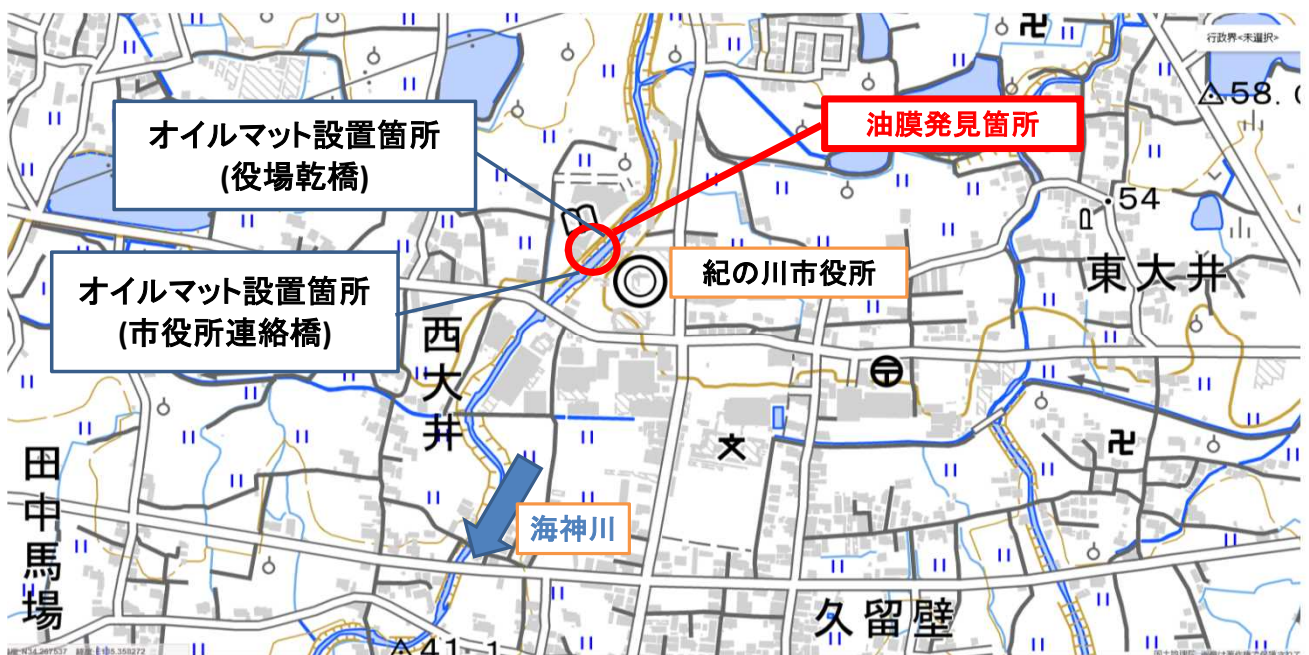 行政界<未選択>
58.0
オイルマット設置箇所
(役場乾橋)
油膜発見箇所
54
東大井
紀の川市役所
オイルマット設置箇所
(市役所連絡橋)
西大井
田中馬場
海神川
久留壁
41.1